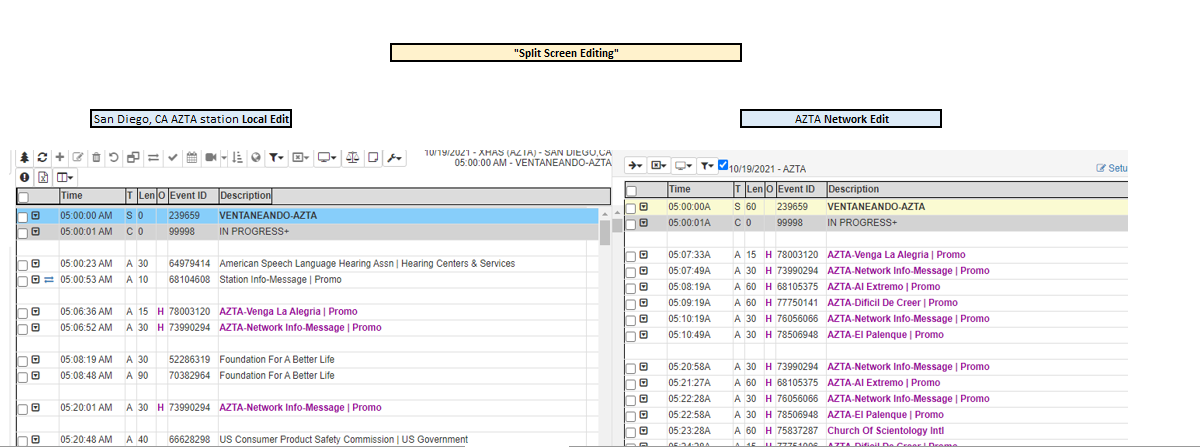 "Split Screen Editing"
San Diego, CA AZTA station Local Edit
AZTA Network Edit
10/19/2021 - XHAS (AZTA) - SAN DIEGO,CA
05:00:00 AM - VENTANEANDO-AZTA
Time T Len O Event ID Description
05:00:00 AM S 0 239659 VENTANEANDO-AZTA
05:00:01 AM C 0 99998 IN PROGRESS+
05:00:23 AM A 30 64979414 American Speech Language Hearing Assn | Hearing Centers & Services
05:00:53 AM A 10 68104608 Station Info-Message | Promo
05:06:36 AM A 15 H 78003120 AZTA-Venga La Alegria | Promo
05:06:52 AM A 30 H 73990294 AZTA-Network Info-Message | Promo
05:08:19 AM A 30 52286319 Foundation For A Better Life
05:08:48 AM A 90 70382964 Foundation For A Better Life
05:20:01 AM A 30 H 73990294 AZTA-Network Info-Message | Promo
05:20:48 AM A 40 66628298 US Consumer Product Safety Commission | US Government
10/19/2021 - AZTA
Setu
Time T Len O Event ID Description
05:00:00A S 60 239659 VENTANEANDO-AZTA
05:00:01A C 0 99998 IN PROGRESS+
05:07:33A A 15 H 78003120 AZTA-Venga La Alegria | Promo
05:07:49A A 30 H 73990294 AZTA-Network Info-Message | Promo
05:08:19A A 60 H 68105375 AZTA-Al Extremo | Promo
05:09:19A A 60 H 77750141 AZTA-Dificil De Creer | Promo
05:10:19A A 30 H 76056066 AZTA-Network Info-Message | Promo
05:10:49A A 30 H 78506948 AZTA-El Palenque | Promo
05:20:58A A 30 H 73990294 AZTA-Network Info-Message | Promo
05:21:27A A 60 H 68105375 AZTA-Al Extremo | Promo
05:22:28A A 30 H 76056066 AZTA-Network Info-Message | Promo
05:22:58A A 30 H 78506948 AZTA-El Palenque | Promo
05:23:28A A 60 H 75837287 Church Of Scientology Intl
05:24:28A A 15 H 77751006 AZTA-Dificil De Creer | Promo